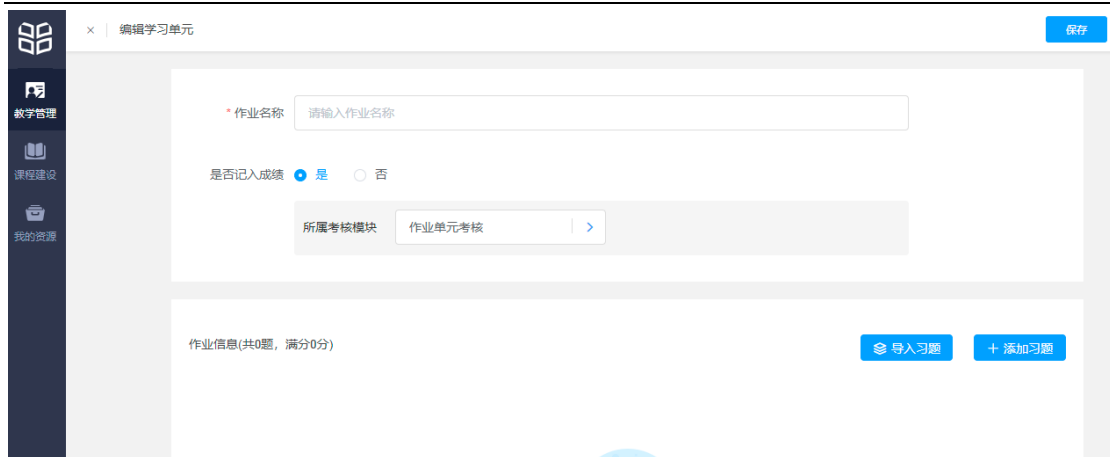 × 编辑学习单元 保存
教学管理
课程建设
我的资源
* 作业名称 请输入作业名称
是否记入成绩 是 否
所属考核模块 作业单元考核 >
作业信息(共0题，满分0分) 导入习题 + 添加习题